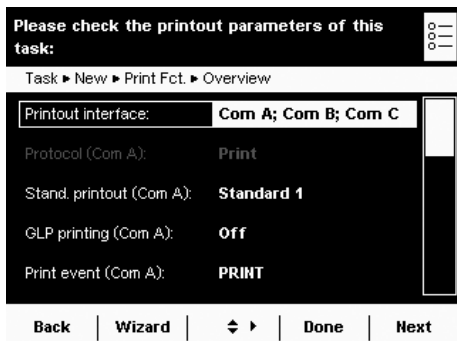 Please check the printout parameters of this
task:
Task ▸ New ▸ Print Fct. ▸ Overview
Printout interface: Com A; Com B; Com C
Protocol (Com A): Print
Stand. printout (Com A): Standard 1
GLP printing (Com A): Off
Print event (Com A): PRINT
Back Wizard Done Next